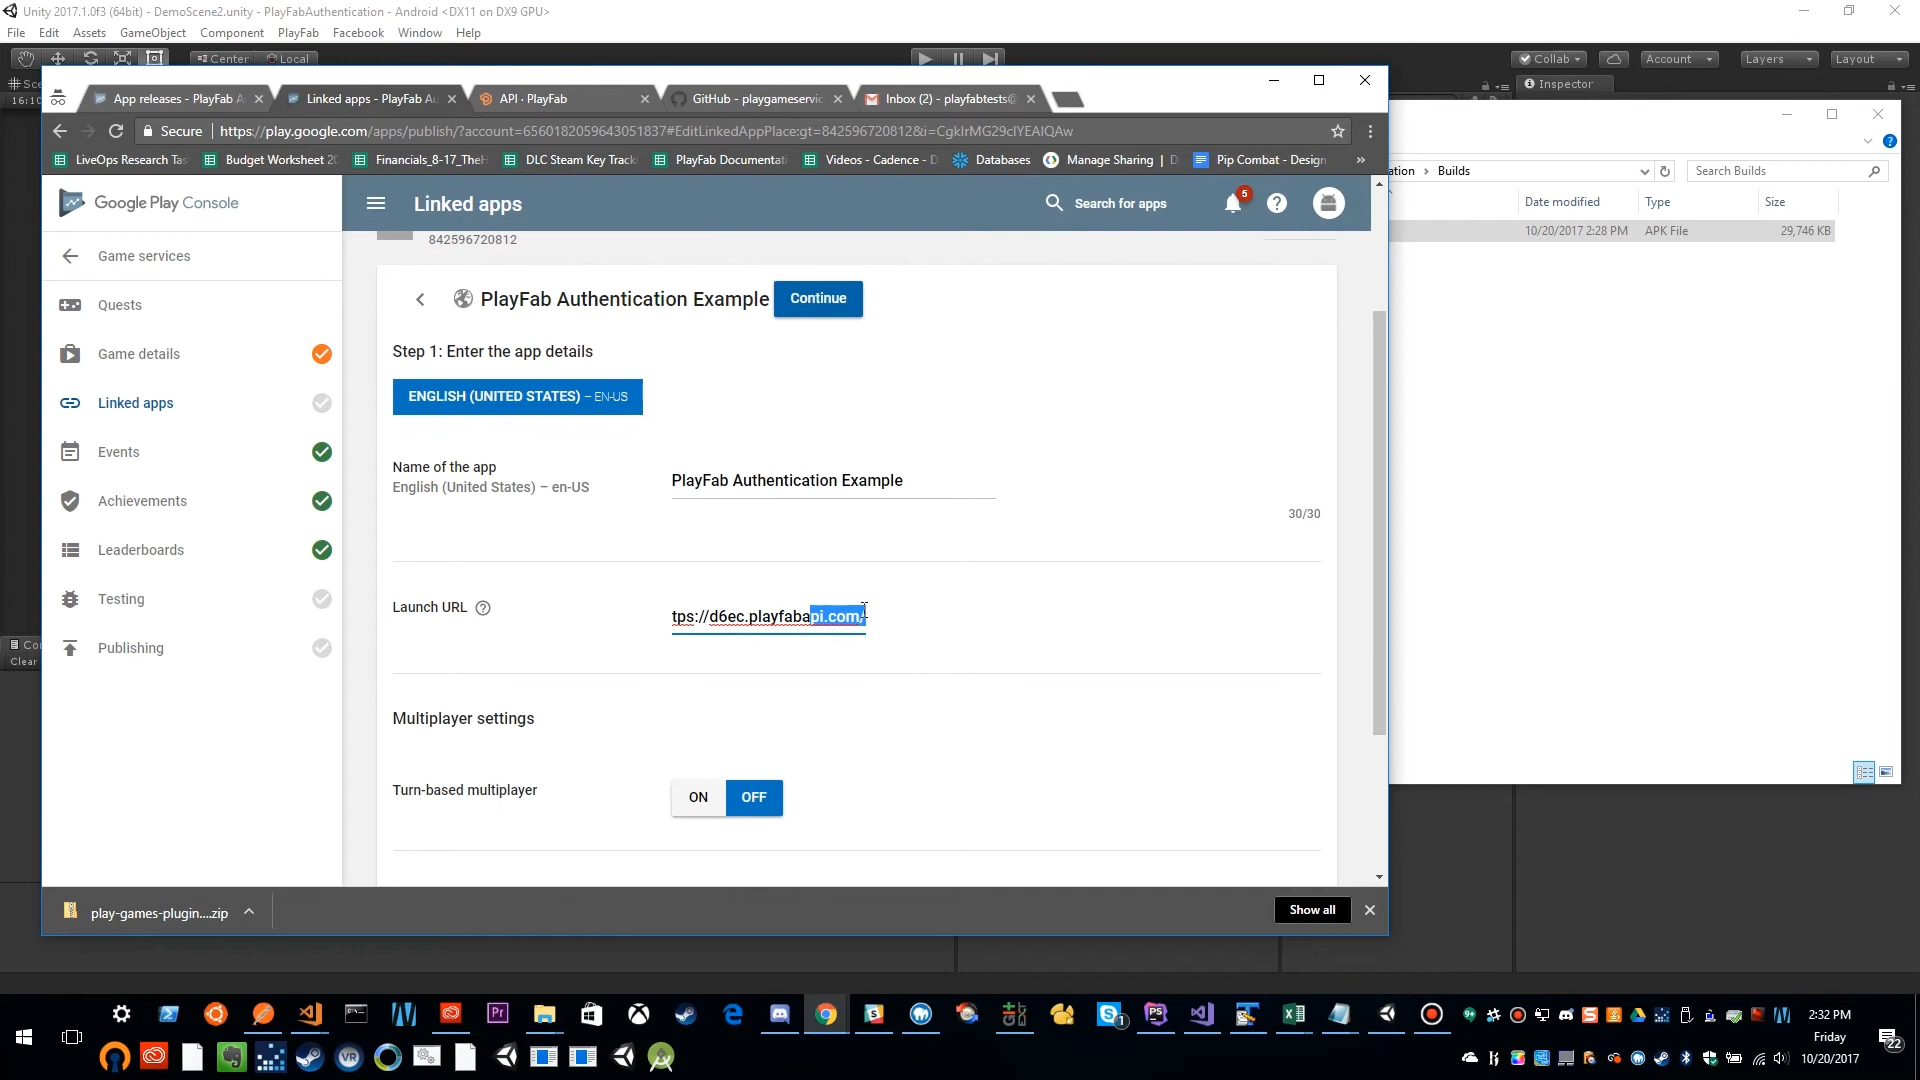 Unity 2017.1.0f3 (64bit) - DemoScene2.unity - PlayFabAuthentication - Android <DX11 on DX9 GPU>
File Edit Assets GameObject Component PlayFab Facebook Window Help
Center Local Collab Account Layers Layout
Inspector
16:10
App releases - PlayFab A
Linked apps - PlayFab Au
API · PlayFab
GitHub - playgameservic
Inbox (2) - playfabtests@
Secure https://play.google.com/apps/publish/?account=6560182059643051837#EditLinkedAppPlace:gt=842596720812&i=CgkIrMG29clYEAIQAw
LiveOps Research Tas Budget Worksheet 20 Financials_8-17_TheH DLC Steam Key Track PlayFab Documentati Videos - Cadence - D Databases Manage Sharing | D Pip Combat - Design »
Google Play Console
Linked apps
Search for apps
5
842596720812
Game services
Quests
Game details
Linked apps
Events
Achievements
Leaderboards
Testing
Publishing
PlayFab Authentication Example
Continue
Step 1: Enter the app details
ENGLISH (UNITED STATES) – EN-US
Name of the app
English (United States) – en-US
PlayFab Authentication Example
30/30
Launch URL
tps://d6ec.playfabapi.com/
Multiplayer settings
Turn-based multiplayer
ON OFF
play-games-plugin....zip
Show all
ation › Builds
Search Builds
Date modified Type Size
10/20/2017 2:28 PM APK File 29,746 KB
Clear
2:32 PM
Friday
10/20/2017
22